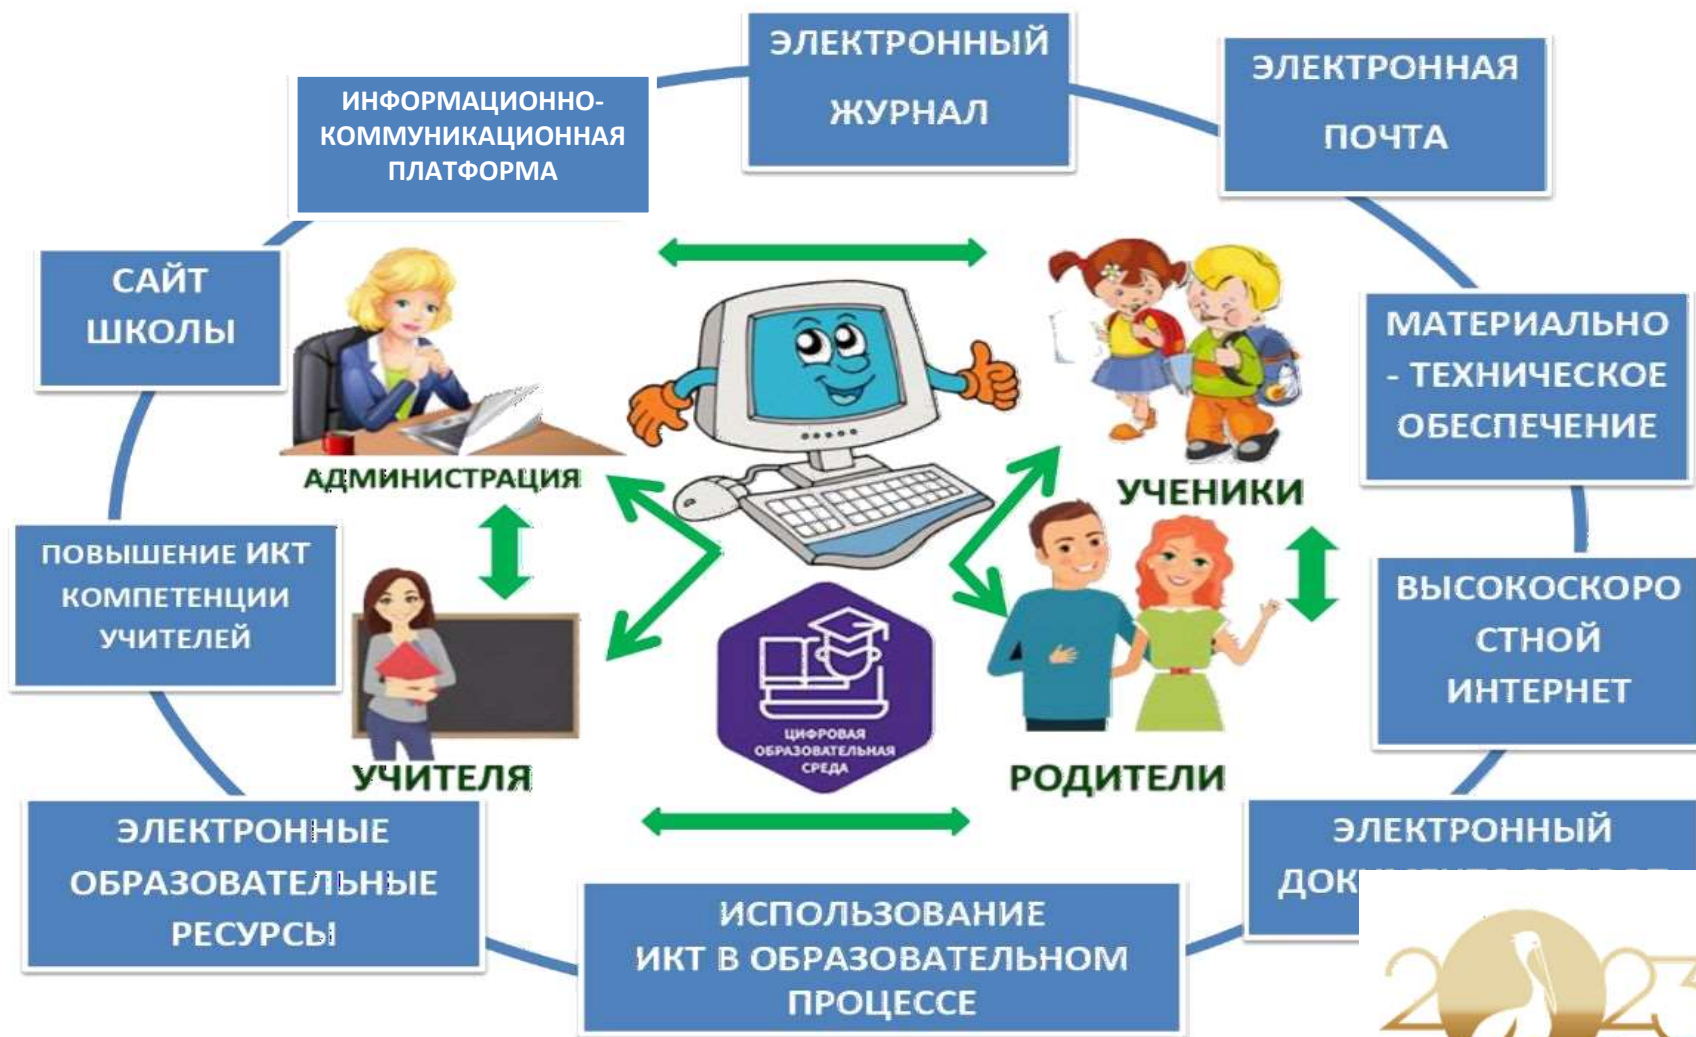 ЭЛЕКТРОННЫЙ
ЖУРНАЛ
ЭЛЕКТРОННАЯ
ПОЧТА
ИНФОРМАЦИОННО-
КОММУНИКАЦИОННАЯ
ПЛАТФОРМА
САЙТ
ШКОЛЫ
МАТЕРИАЛЬНО
- ТЕХНИЧЕСКОЕ
ОБЕСПЕЧЕНИЕ
АДМИНИСТРАЦИЯ
УЧЕНИКИ
ПОВЫШЕНИЕ ИКТ
КОМПЕТЕНЦИИ
УЧИТЕЛЕЙ
ВЫСОКОСКОРО
СТНОЙ
ИНТЕРНЕТ
ЦИФРОВАЯ
ОБРАЗОВАТЕЛЬНАЯ
СРЕДА
УЧИТЕЛЯ
РОДИТЕЛИ
ЭЛЕКТРОННЫЕ
ОБРАЗОВАТЕЛЬНЫЕ
РЕСУРСЫ
ИСПОЛЬЗОВАНИЕ
ИКТ В ОБРАЗОВАТЕЛЬНОМ
ПРОЦЕССЕ
ЭЛЕКТРОННЫЙ
2023